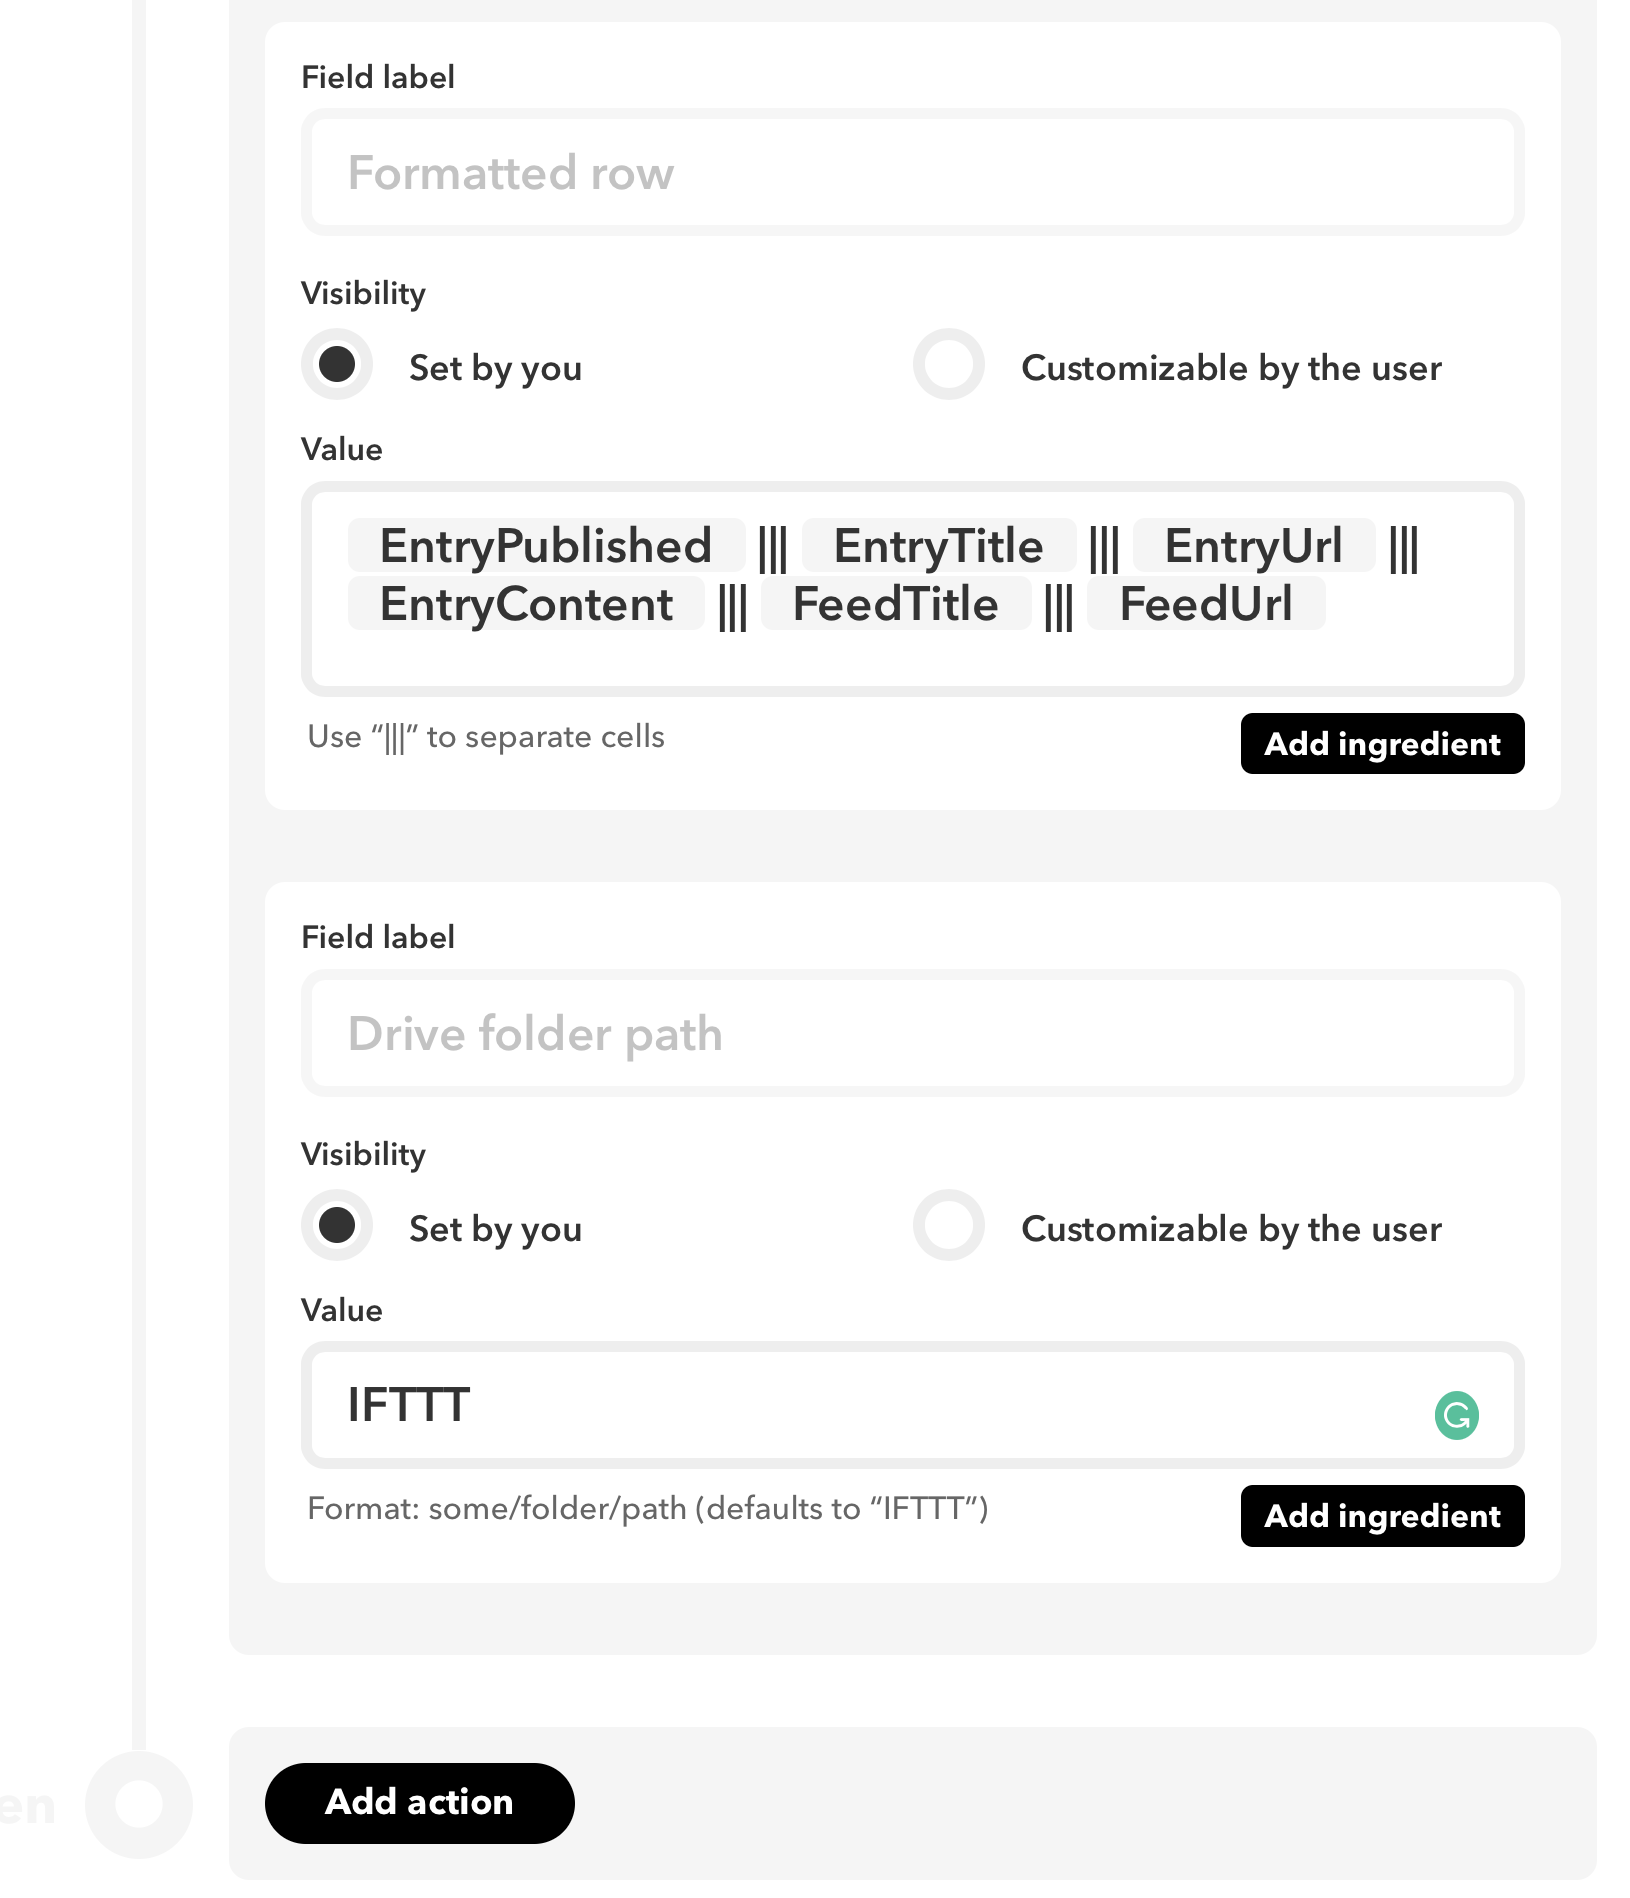 Field label
Formatted row
Visibility
Set by you
Customizable by the user
Value
EntryPublished ||| EntryTitle ||| EntryUrl |||
EntryContent ||| FeedTitle ||| FeedUrl
Use “|||” to separate cells
Add ingredient
Field label
Drive folder path
Visibility
Set by you
Customizable by the user
Value
IFTTT
Format: some/folder/path (defaults to “IFTTT”)
Add ingredient
en
Add action